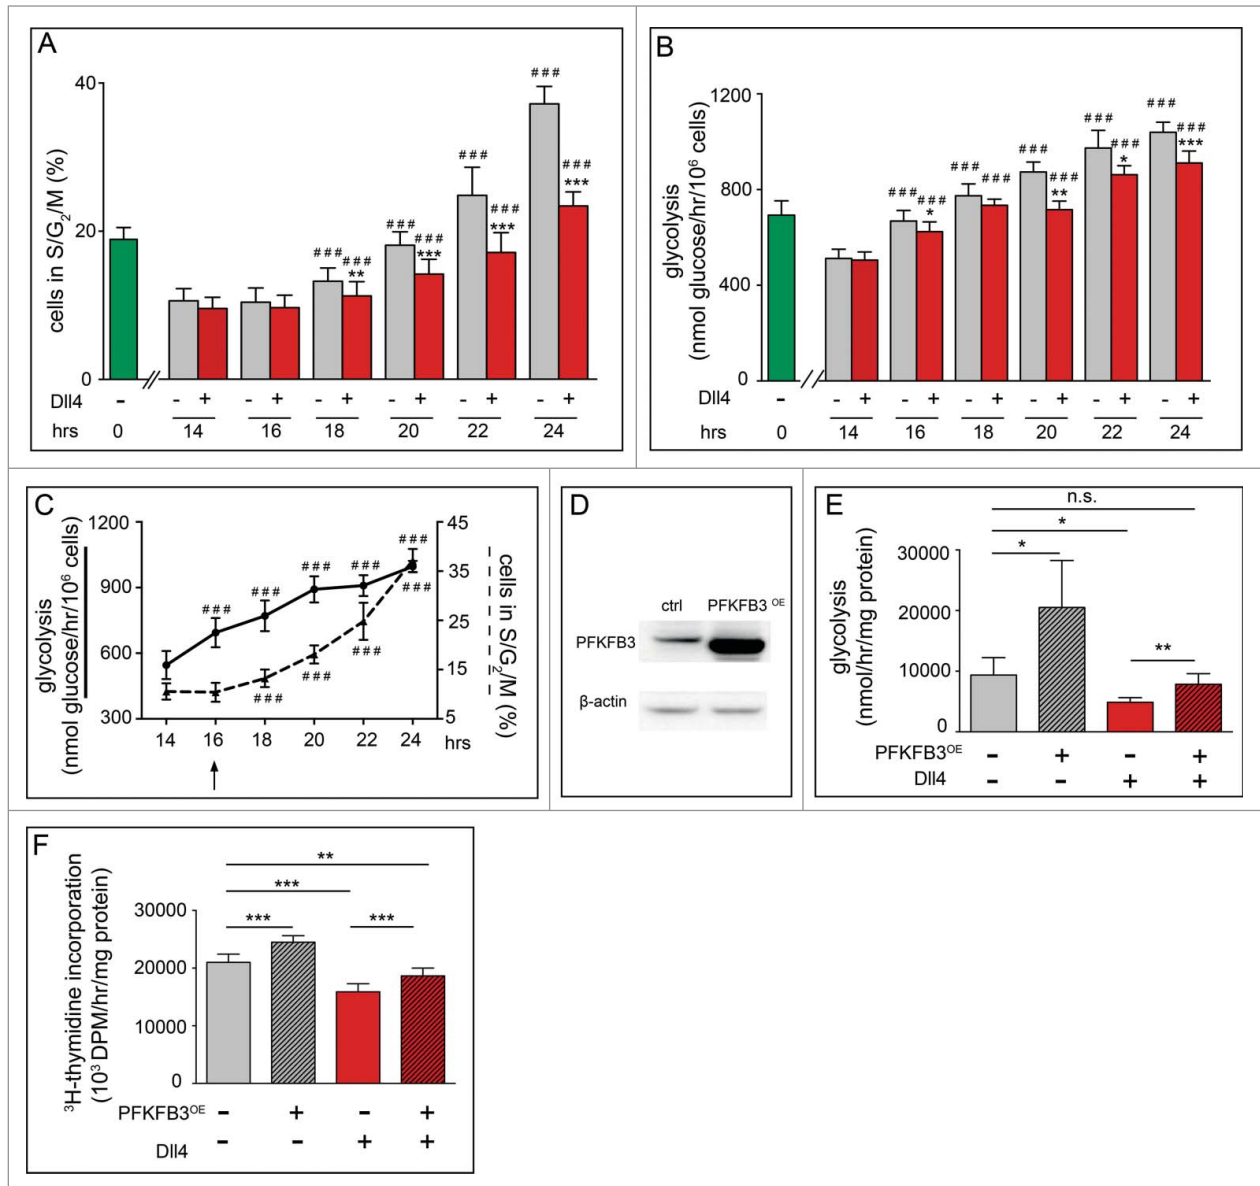 A
cells in S/G₂/M (%)
40
20
0
###
### ###
**
###
###
***
###
###
***
###
###
***
Dll4 - - + - + - + - + - + - +
hrs 0 14 16 18 20 22 24
B
glycolysis
(nmol glucose/hr/10⁶ cells)
1200
800
400
0
###
###
*
### ###
###
###
**
###
###
*
###
###
***
Dll4 - - + - + - + - + - + - +
hrs 0 14 16 18 20 22 24
C
glycolysis
(nmol glucose/hr/10⁶ cells)
1200
900
600
300
### ### ### ### ###
### ### ### ###
45
35
25
15
5
cells in S/G₂/M (%)
14 16 18 20 22 24 hrs
D
ctrl PFKFB3 ᴼᴱ
PFKFB3
β-actin
E
glycolysis
(nmol/hr/mg protein)
n.s.
*
*
**
30000
20000
10000
0
PFKFB3ᴼᴱ - + - +
Dll4 - - + +
F
³H-thymidine incorporation
(10³ DPM/hr/mg protein)
**
***
*** ***
30000
20000
10000
0
PFKFB3ᴼᴱ - + - +
Dll4 - - + +